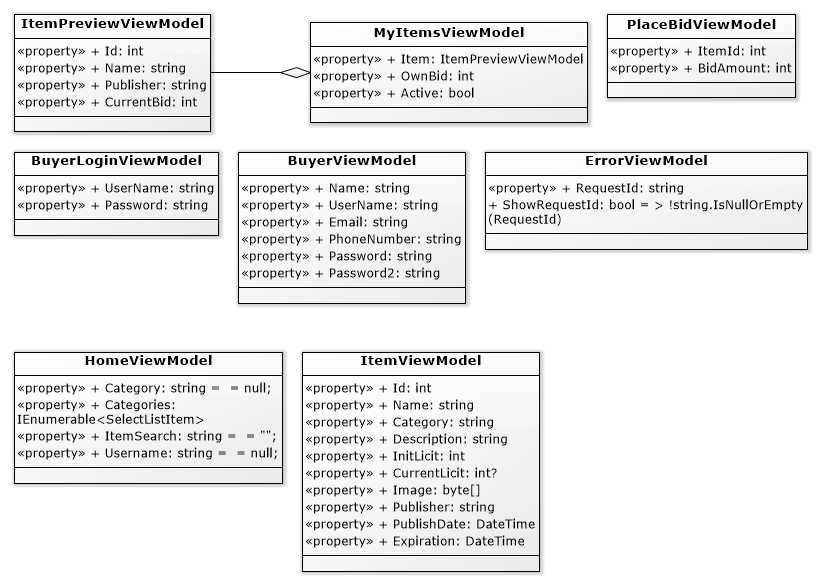 ItemPreviewViewModel
«property» + Id: int
«property» + Name: string
«property» + Publisher: string
«property» + CurrentBid: int
MyItemsViewModel
«property» + Item: ItemPreviewViewModel
«property» + OwnBid: int
«property» + Active: bool
PlaceBidViewModel
«property» + ItemId: int
«property» + BidAmount: int
BuyerLoginViewModel
«property» + UserName: string
«property» + Password: string
BuyerViewModel
«property» + Name: string
«property» + UserName: string
«property» + Email: string
«property» + PhoneNumber: string
«property» + Password: string
«property» + Password2: string
ErrorViewModel
«property» + RequestId: string
+ ShowRequestId: bool = > !string.IsNullOrEmpty
(RequestId)
HomeViewModel
«property» + Category: string = = null;
«property» + Categories:
IEnumerable<SelectListItem>
«property» + ItemSearch: string = = "";
«property» + Username: string = = null;
ItemViewModel
«property» + Id: int
«property» + Name: string
«property» + Category: string
«property» + Description: string
«property» + InitLicit: int
«property» + CurrentLicit: int?
«property» + Image: byte[]
«property» + Publisher: string
«property» + PublishDate: DateTime
«property» + Expiration: DateTime